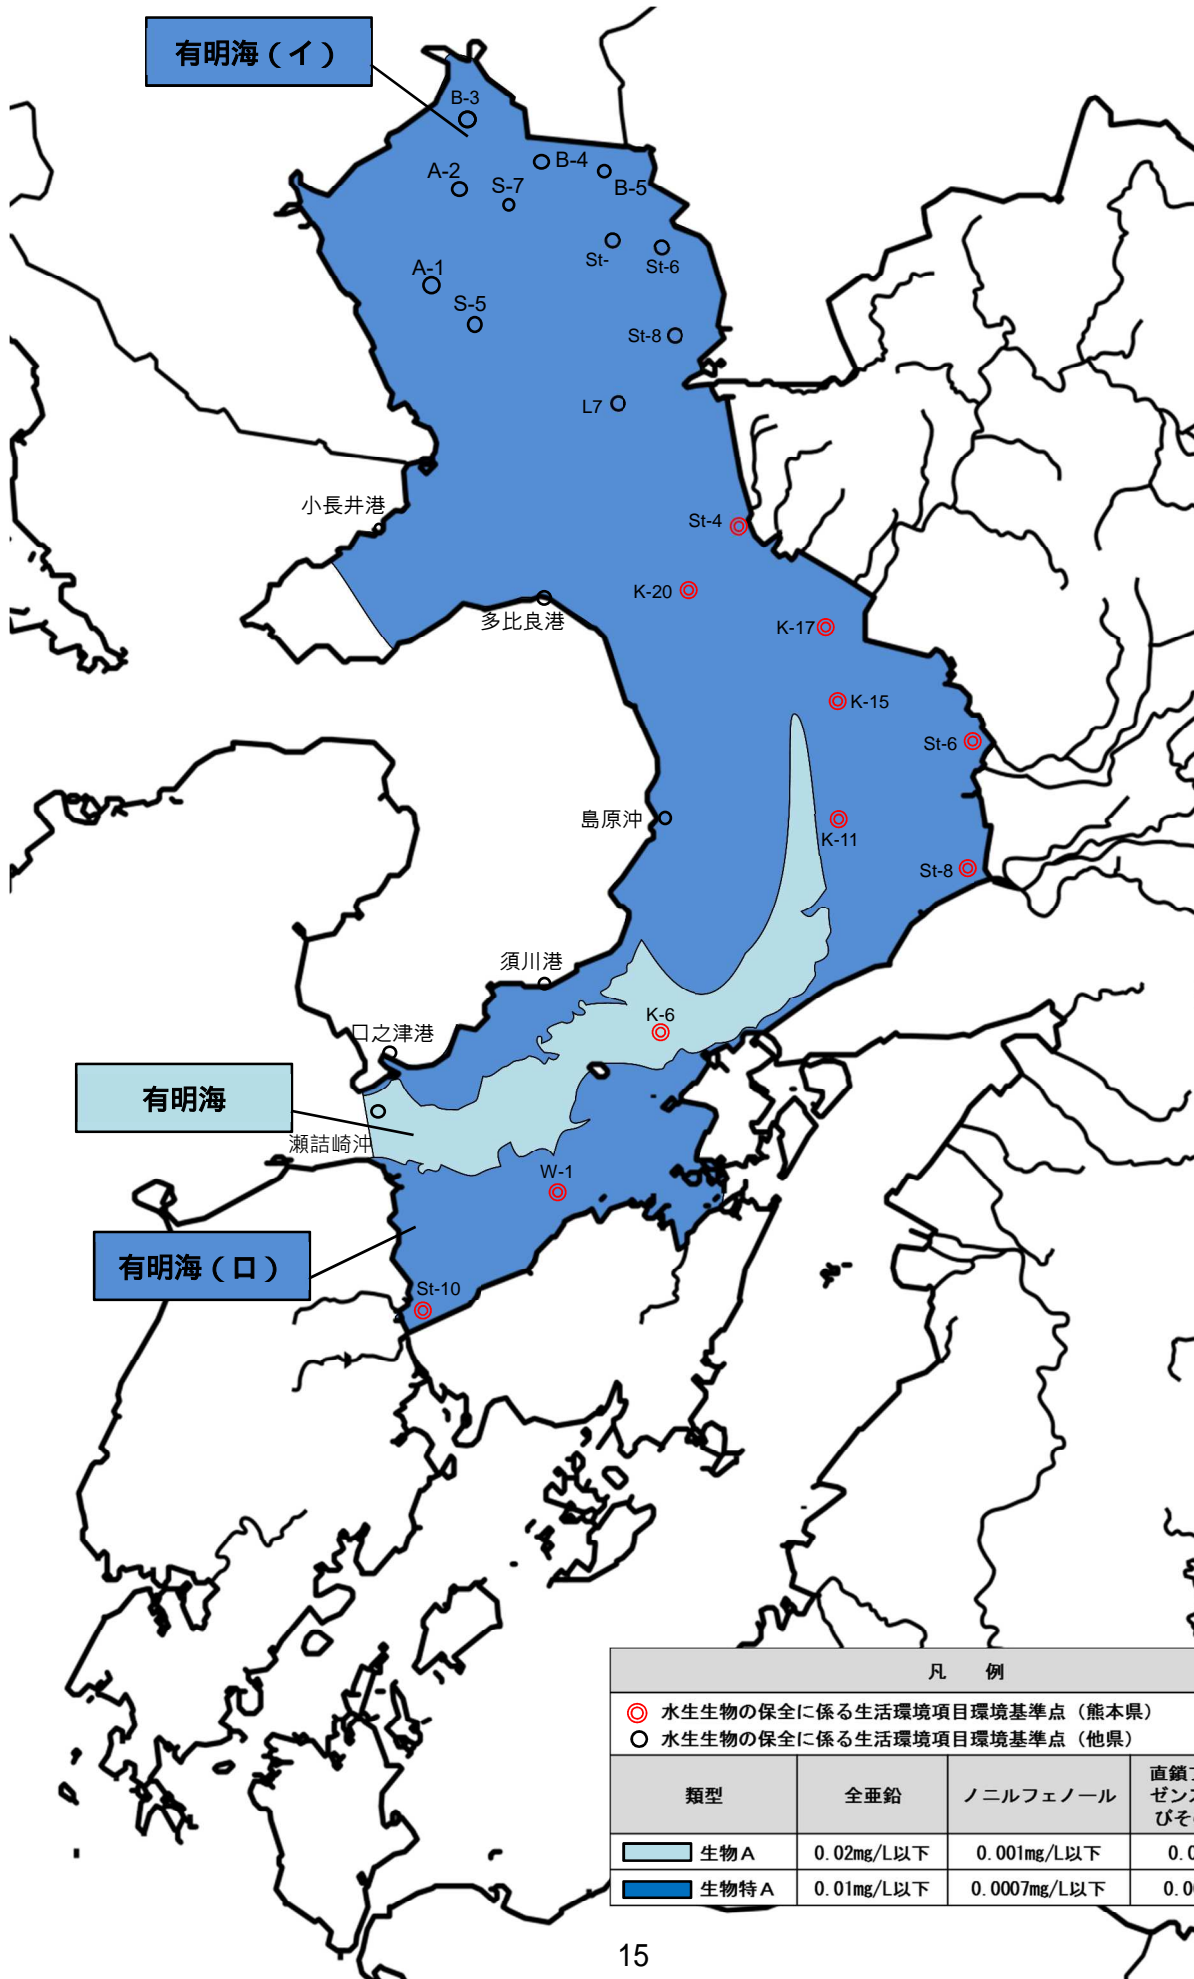 有明海（イ）
B-3
B-4
A-2
S-7
B-5
St-
St-6
A-1
S-5
St-8
L7
小長井港
St-4
K-20
多比良港
K-17
K-15
St-6
島原沖
K-11
St-8
須川港
K-6
口之津港
有明海
瀬詰崎沖
W-1
有明海（ロ）
St-10
凡　例
水生生物の保全に係る生活環境項目環境基準点（熊本県）
水生生物の保全に係る生活環境項目環境基準点（他県）
類型 全亜鉛 ノニルフェノール
生物A 0.02mg/L以下 0.001mg/L以下
生物特A 0.01mg/L以下 0.0007mg/L以下
15